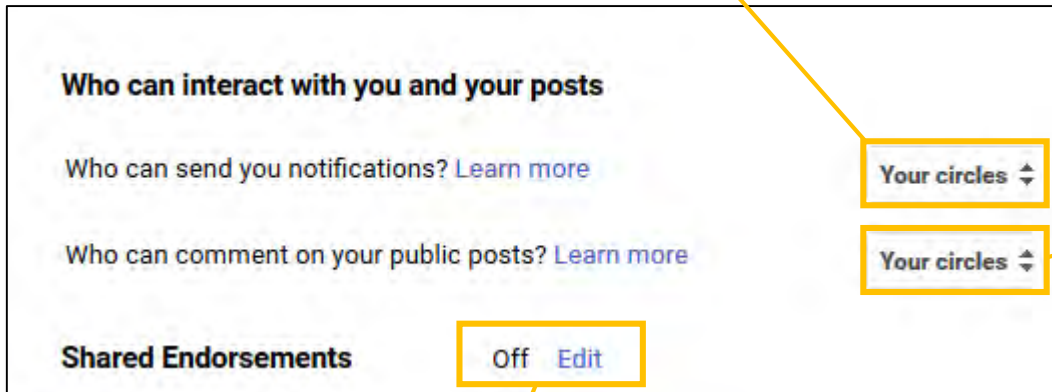 Who can interact with you and your posts
Who can send you notifications? Learn more Your circles
Who can comment on your public posts? Learn more Your circles
Shared Endorsements Off Edit